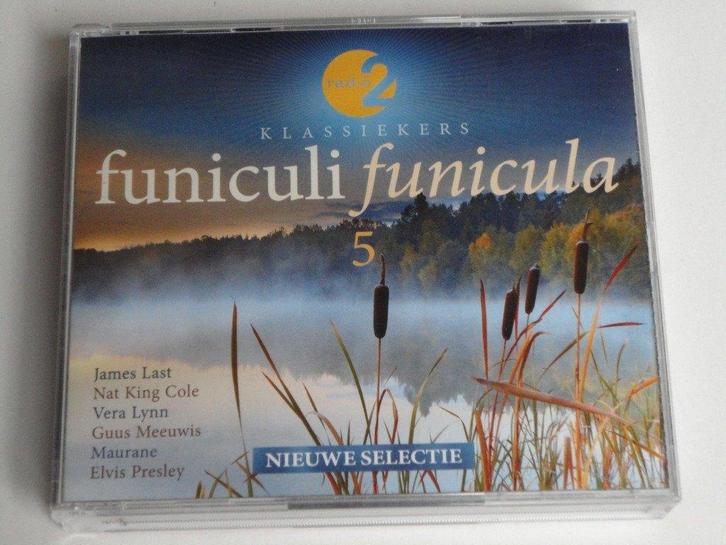 radio 2
KLASSIEKERS
funiculi funicula
5
James Last
Nat King Cole
Vera Lynn
Guus Meeuwis
Maurane
Elvis Presley
NIEUWE SELECTIE